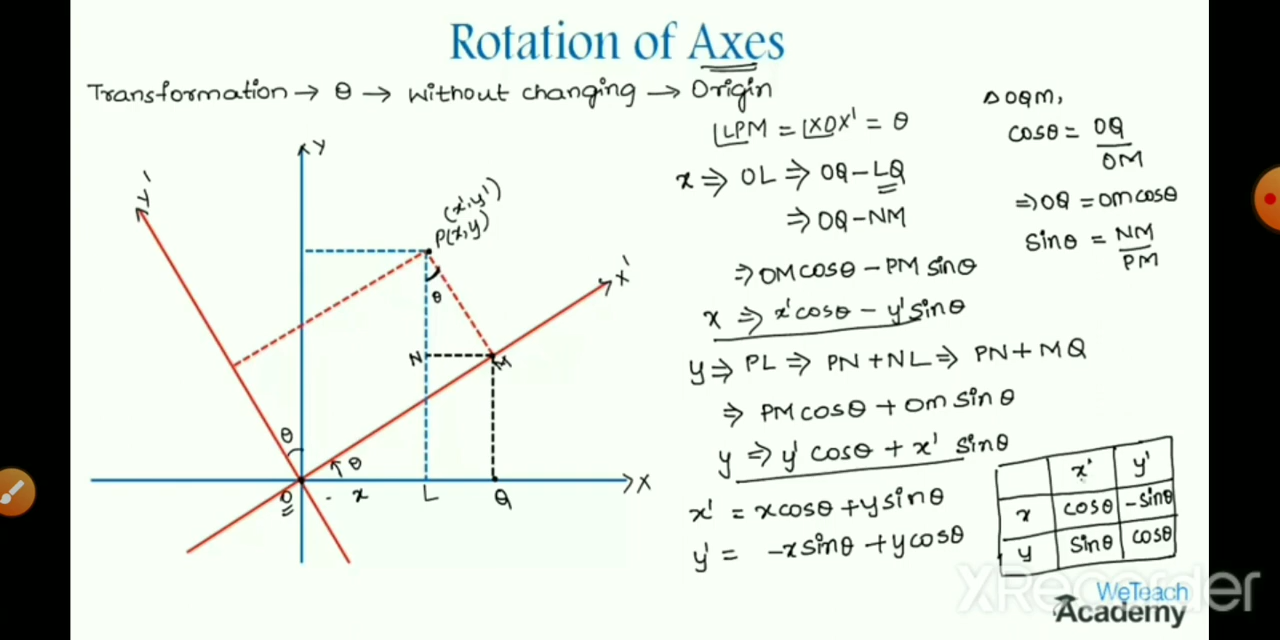 Rotation of Axes
Transformation → θ → without changing → Origin
∟LPM = ∟XOX' = θ
x ⇒ OL ⇒ OQ - LQ
⇒ OQ - NM
⇒ OM cosθ - PM sinθ
x ⇒ x'cosθ - y'sinθ
y ⇒ PL ⇒ PN + NL ⇒ PN + MQ
⇒ PM cosθ + OM sinθ
y ⇒ y' cosθ + x' sinθ
x' = x cosθ + y sinθ
y' = -x sinθ + y cosθ
△ OQM,
cosθ = OQ
OM
⇒ OQ = OM cosθ
sinθ = NM
PM
x' y'
x cosθ -sinθ
y sinθ cosθ
Y
Y'
(x', y')
P(x, y)
X'
θ
N
M
θ
θ
O
x
L
Q
X
XRecorder
WeTeach
Academy